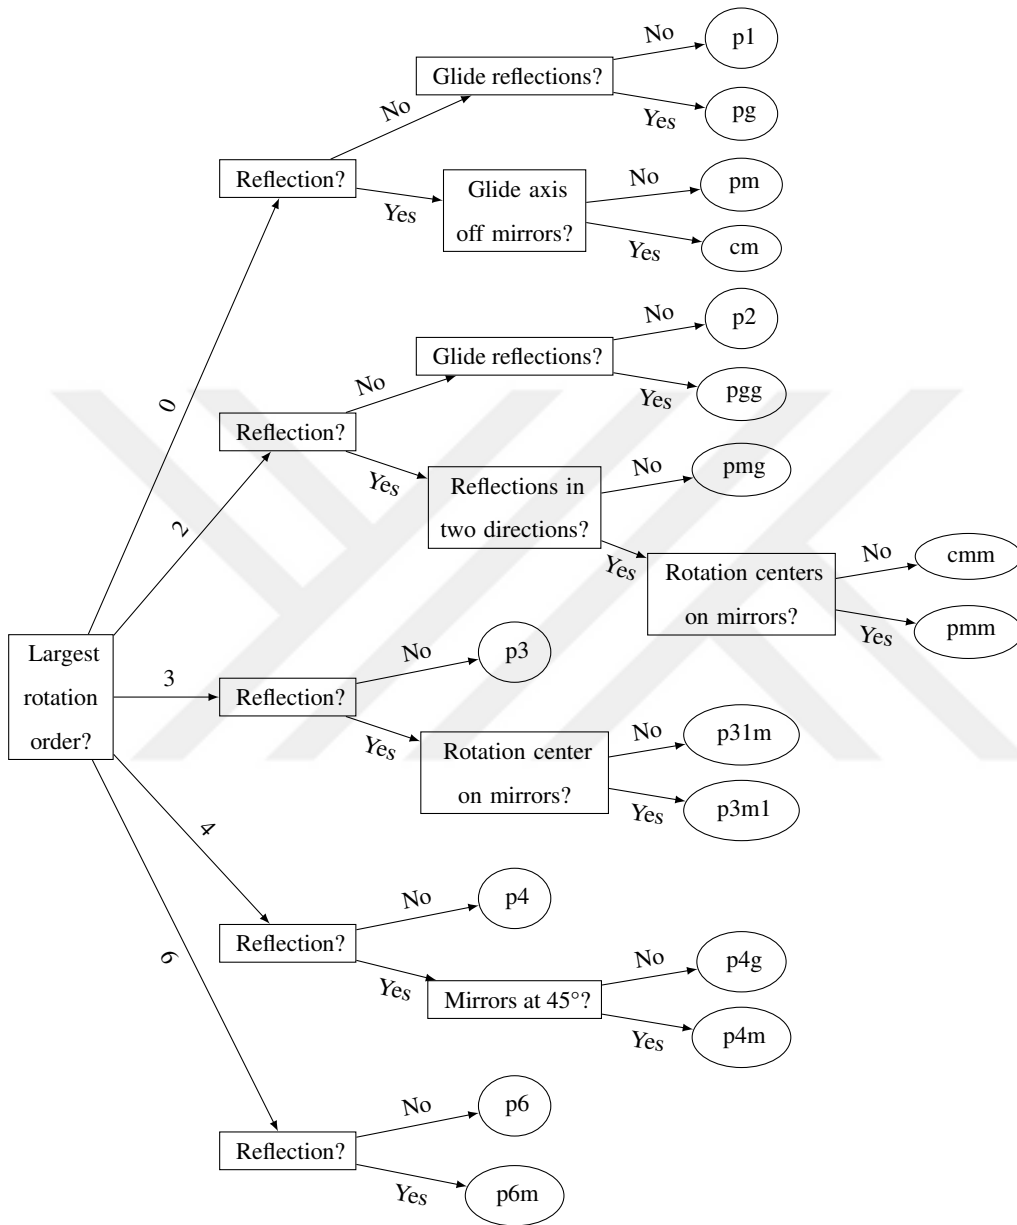 No
p1
Glide reflections?
No
Yes
pg
Reflection?
Yes
Glide axis
off mirrors?
No
pm
Yes
cm
0
No
p2
Glide reflections?
No
Yes
pgg
Reflection?
Yes
Reflections in
two directions?
No
pmg
2
Yes
Rotation centers
on mirrors?
No
cmm
Yes
pmm
Largest
rotation
order?
3
Reflection?
No
p3
Yes
Rotation center
on mirrors?
No
p31m
Yes
p3m1
4
Reflection?
No
p4
Yes
Mirrors at 45°?
No
p4g
Yes
p4m
6
Reflection?
No
p6
Yes
p6m